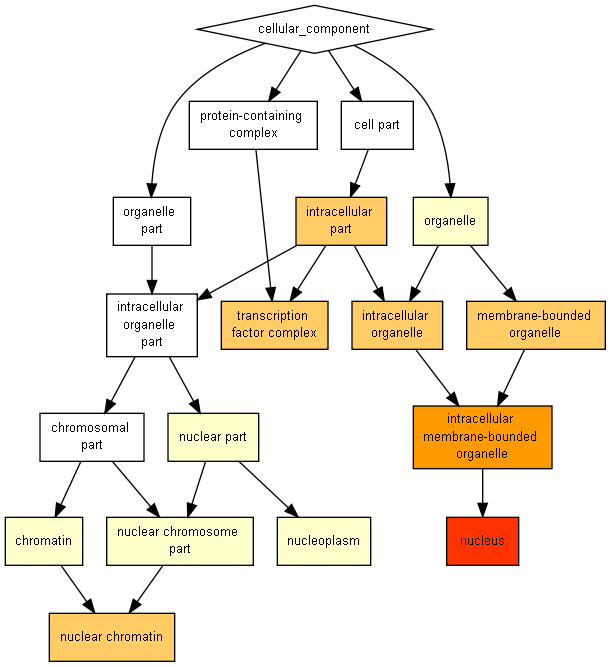 cellular_component
protein-containing
complex
cell part
organelle
part
intracellular
part
organelle
intracellular
organelle
part
transcription
factor complex
intracellular
organelle
membrane-bounded
organelle
chromosomal
part
nuclear part
intracellular
membrane-bounded
organelle
chromatin
nuclear chromosome
part
nucleoplasm
nucleus
nuclear chromatin